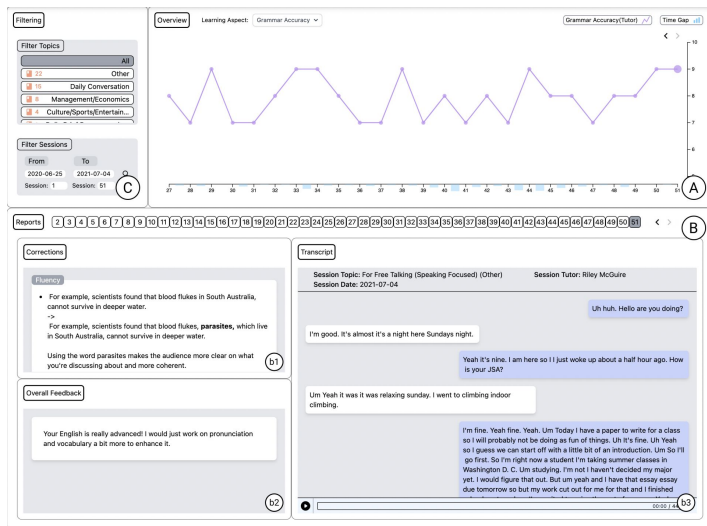 Filtering
Filter Topics
All
22 Other
16 Daily Conversation
8 Management/Economics
4 Culture/Sports/Entertain...
Filter Sessions
From To
2020-06-25 2021-07-04
Session: 1 Session: 51
C
Overview Learning Aspect: Grammar Accuracy Grammar Accuracy(Tutor) Time Gap
< >
10
9
8
7
6
27 28 29 30 31 32 33 34 35 36 37 38 39 40 41 42 43 44 45 46 47 48 49 50 51
A
Reports 2 3 4 5 6 7 8 9 10 11 12 13 14 15 16 17 18 19 20 21 22 23 24 25 26 27 28 29 30 31 32 33 34 35 36 37 38 39 40 41 42 43 44 45 46 47 48 49 50 51 < >
B
Corrections
Fluency
• For example, scientists found that blood flukes in South Australia,
cannot survive in deeper water.
->
For example, scientists found that blood flukes, parasites, which live
in South Australia, cannot survive in deeper water.
Using the word parasites makes the audience more clear on what
you're discussing about and more coherent.
b1
Overall Feedback
Your English is really advanced! I would just work on pronunciation
and vocabulary a bit more to enhance it.
b2
Transcript
Session Topic: For Free Talking (Speaking Focused) (Other) Session Tutor: Riley McGuire
Session Date: 2021-07-04
Uh huh. Hello are you doing?
I'm good. It's almost it's a night here Sundays night.
Yeah it's nine. I am here so I I just woke up about a half hour ago. How
is your JSA?
Um Yeah it was it was relaxing sunday. I went to climbing indoor
climbing.
I'm fine. Yeah fine. Yeah. Um Today I have a paper to write for a class
so I will probably not be doing as fun of things. Uh It's fine. Uh Yeah
so I guess we can start off with a little bit of an introduction. Um So I'll
go first. So I'm right now a student I'm taking summer classes in
Washington D. C. Um studying. I'm not I haven't decided my major
yet. I would figure that out. But um yeah and I have that essay essay
due tomorrow so but my work cut out for me for that and I finished
00:00 / 44
b3